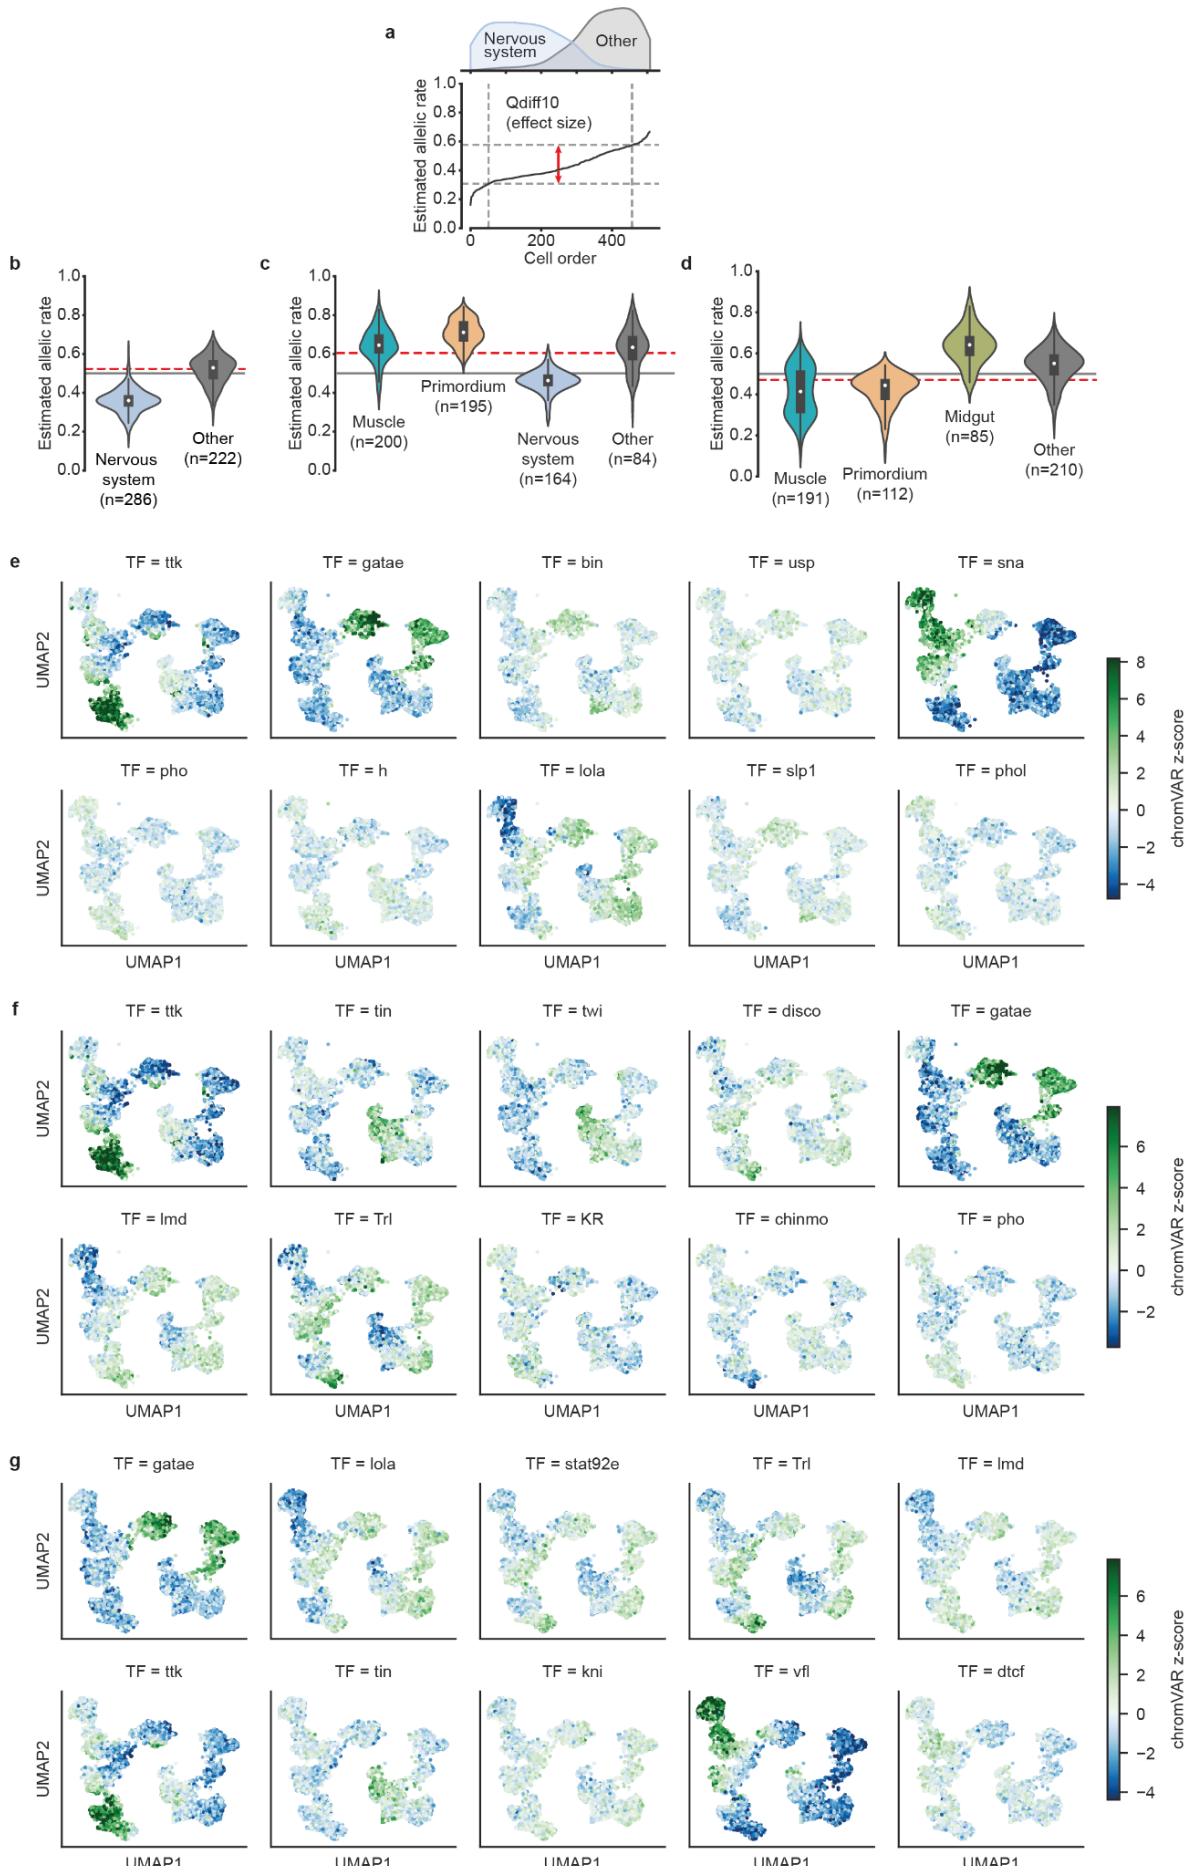 a
Nervous
system
Other
Estimated allelic rate
1.0
0.8
0.6
0.4
0.2
0.0
Qdiff10
(effect size)
0
200
400
Cell order
b
Estimated allelic rate
1.0
0.8
0.6
0.4
0.2
0.0
Nervous
system
(n=286)
Other
(n=222)
c
Estimated allelic rate
1.0
0.8
0.6
0.4
0.2
0.0
Muscle
(n=200)
Primordium
(n=195)
Nervous
system
(n=164)
Other
(n=84)
d
Estimated allelic rate
1.0
0.8
0.6
0.4
0.2
0.0
Muscle
(n=191)
Primordium
(n=112)
Midgut
(n=85)
Other
(n=210)
e
TF = ttk
TF = gatae
TF = bin
TF = usp
TF = sna
UMAP2
TF = pho
TF = h
TF = lola
TF = slp1
TF = phol
UMAP2
UMAP1
UMAP1
UMAP1
UMAP1
UMAP1
8
6
4
2
0
−2
−4
chromVAR z-score
f
TF = ttk
TF = tin
TF = twi
TF = disco
TF = gatae
UMAP2
TF = lmd
TF = Trl
TF = KR
TF = chinmo
TF = pho
UMAP2
UMAP1
UMAP1
UMAP1
UMAP1
UMAP1
6
4
2
0
−2
chromVAR z-score
g
TF = gatae
TF = lola
TF = stat92e
TF = Trl
TF = lmd
UMAP2
TF = ttk
TF = tin
TF = kni
TF = vfl
TF = dtcf
UMAP2
UMAP1
UMAP1
UMAP1
UMAP1
UMAP1
6
4
2
0
−2
−4
chromVAR z-score